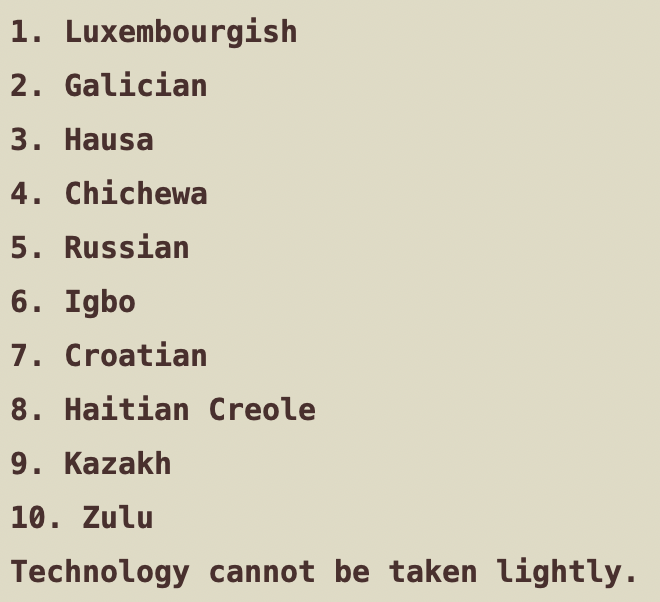 1. Luxembourgish
2. Galician
3. Hausa
4. Chichewa
5. Russian
6. Igbo
7. Croatian
8. Haitian Creole
9. Kazakh
10. Zulu
Technology cannot be taken lightly.